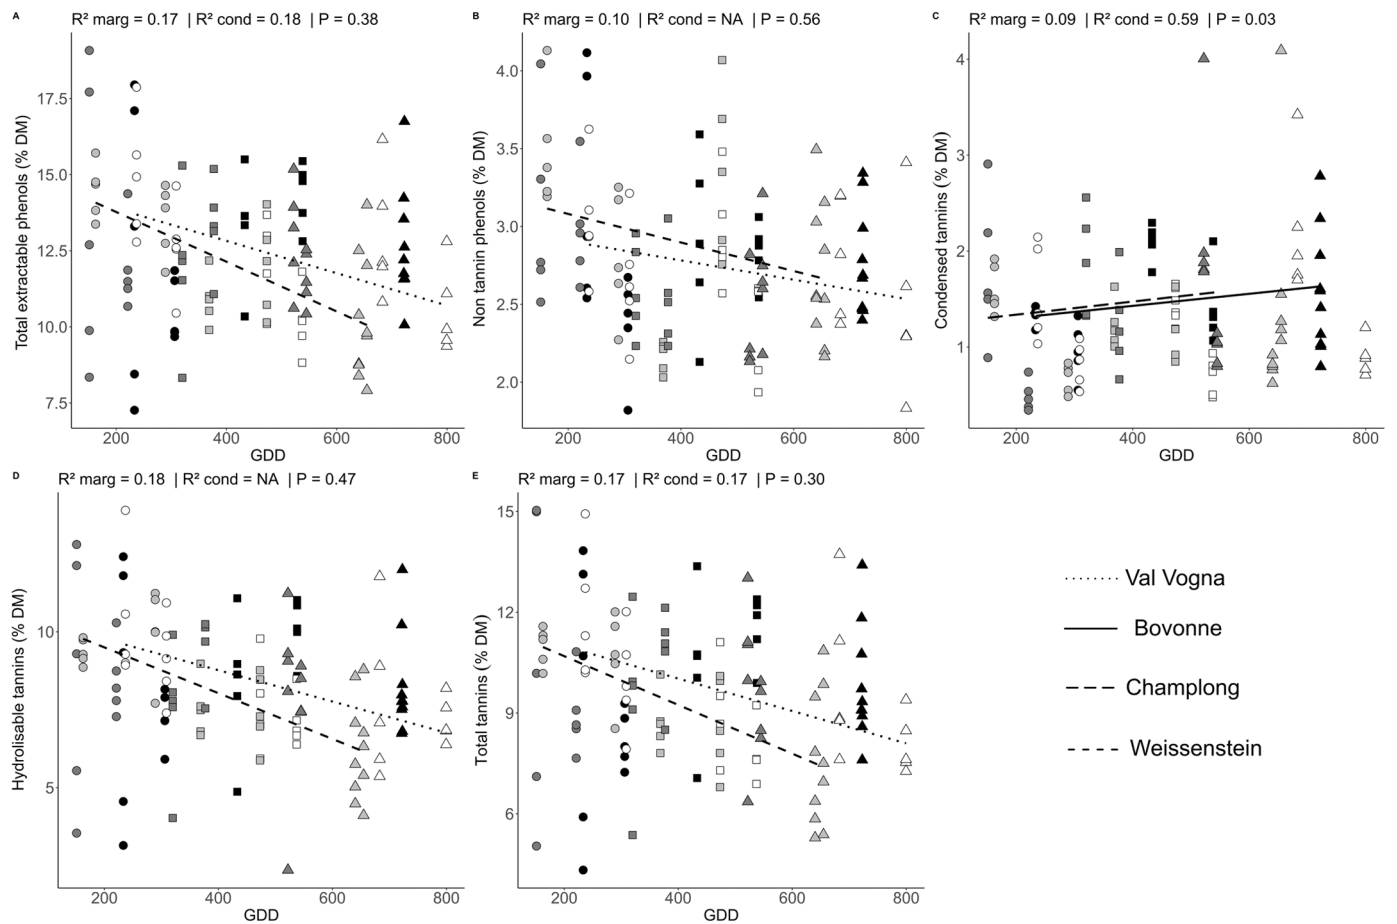 A R² marg = 0.17 | R² cond = 0.18 | P = 0.38
Total extractable phenols (% DM)
17.5
15.0
12.5
10.0
7.5
200 400 600 800
GDD
B R² marg = 0.10 | R² cond = NA | P = 0.56
Non tannin phenols (% DM)
4.0
3.5
3.0
2.5
2.0
200 400 600 800
GDD
C R² marg = 0.09 | R² cond = 0.59 | P = 0.03
Condensed tannins (% DM)
4
3
2
1
200 400 600 800
GDD
D R² marg = 0.18 | R² cond = NA | P = 0.47
Hydrolisable tannins (% DM)
10
5
200 400 600 800
GDD
E R² marg = 0.17 | R² cond = 0.17 | P = 0.30
Total tannins (% DM)
15
12
9
6
200 400 600 800
GDD
Val Vogna
Bovonne
Champlong
Weissenstein